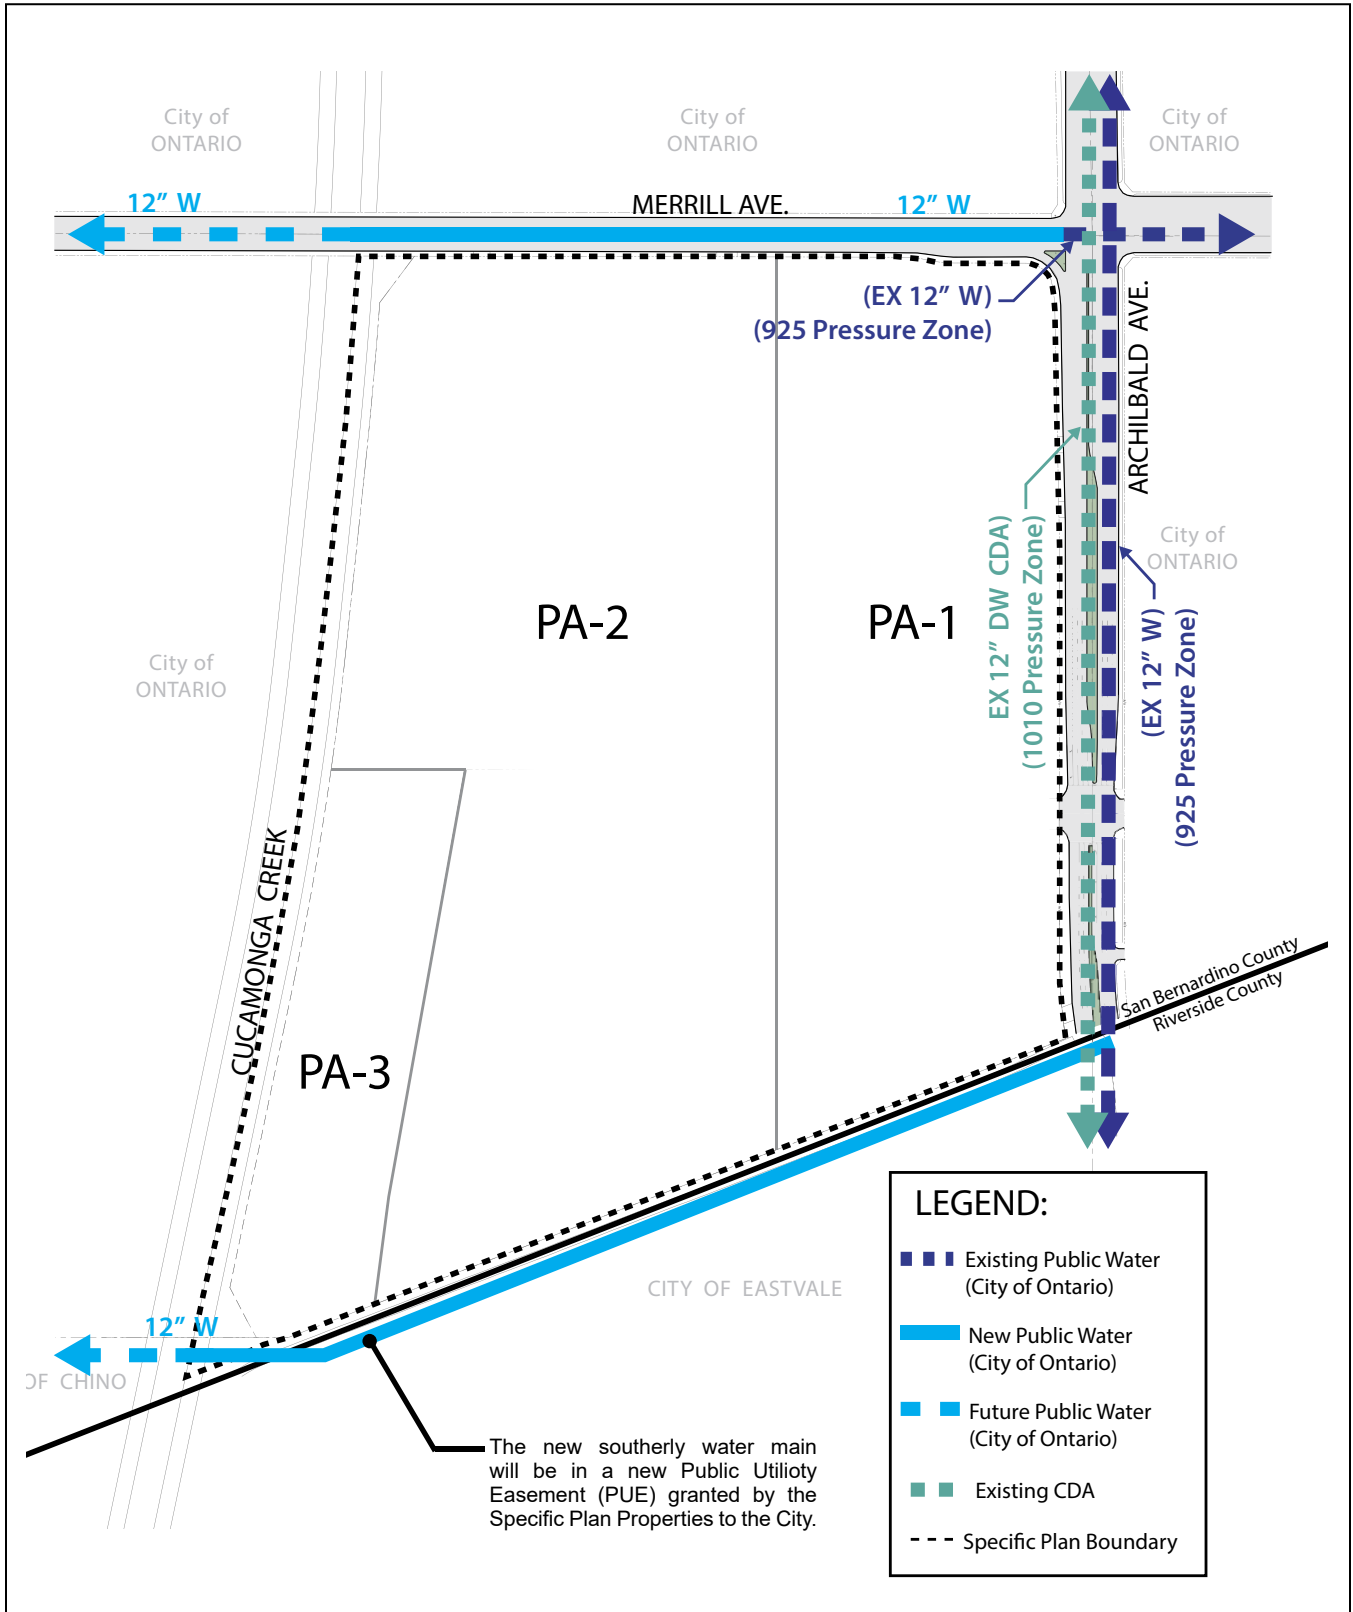 City of
ONTARIO
City of
ONTARIO
City of
ONTARIO
12” W
MERRILL AVE.
12” W
(EX 12” W)
(925 Pressure Zone)
ARCHILBALD AVE.
EX 12” DW CDA)
(1010 Pressure Zone)
City of
ONTARIO
(EX 12” W)
(925 Pressure Zone)
PA-2
PA-1
City of
ONTARIO
CUCAMONGA CREEK
PA-3
San Bernardino County
Riverside County
CITY OF EASTVALE
12” W
OF CHINO
The new southerly water main
will be in a new Public Utilioty
Easement (PUE) granted by the
Specific Plan Properties to the City.
LEGEND:
Existing Public Water
(City of Ontario)
New Public Water
(City of Ontario)
Future Public Water
(City of Ontario)
Existing CDA
Specific Plan Boundary